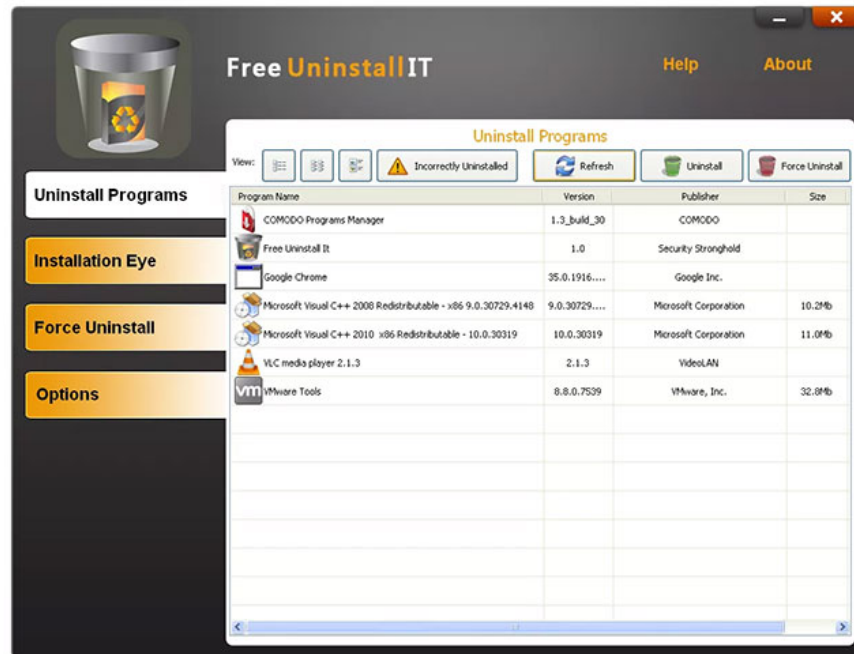 Free UninstallIT
Help
About
Uninstall Programs
View:
Incorrectly Uninstalled
Refresh
Uninstall
Force Uninstall
Uninstall Programs
Installation Eye
Force Uninstall
Options
Program Name Version Publisher Size
COMODO Programs Manager 1.3_build_30 COMODO
Free Uninstall It 1.0 Security Stronghold
Google Chrome 35.0.1916.... Google Inc.
Microsoft Visual C++ 2008 Redistributable - x86 9.0.30729.4148 9.0.30729.... Microsoft Corporation 10.2Mb
Microsoft Visual C++ 2010 x86 Redistributable - 10.0.30319 10.0.30319 Microsoft Corporation 11.0Mb
VLC media player 2.1.3 2.1.3 VideoLAN
vm VMware Tools 8.8.0.7539 VMware, Inc. 32.8Mb